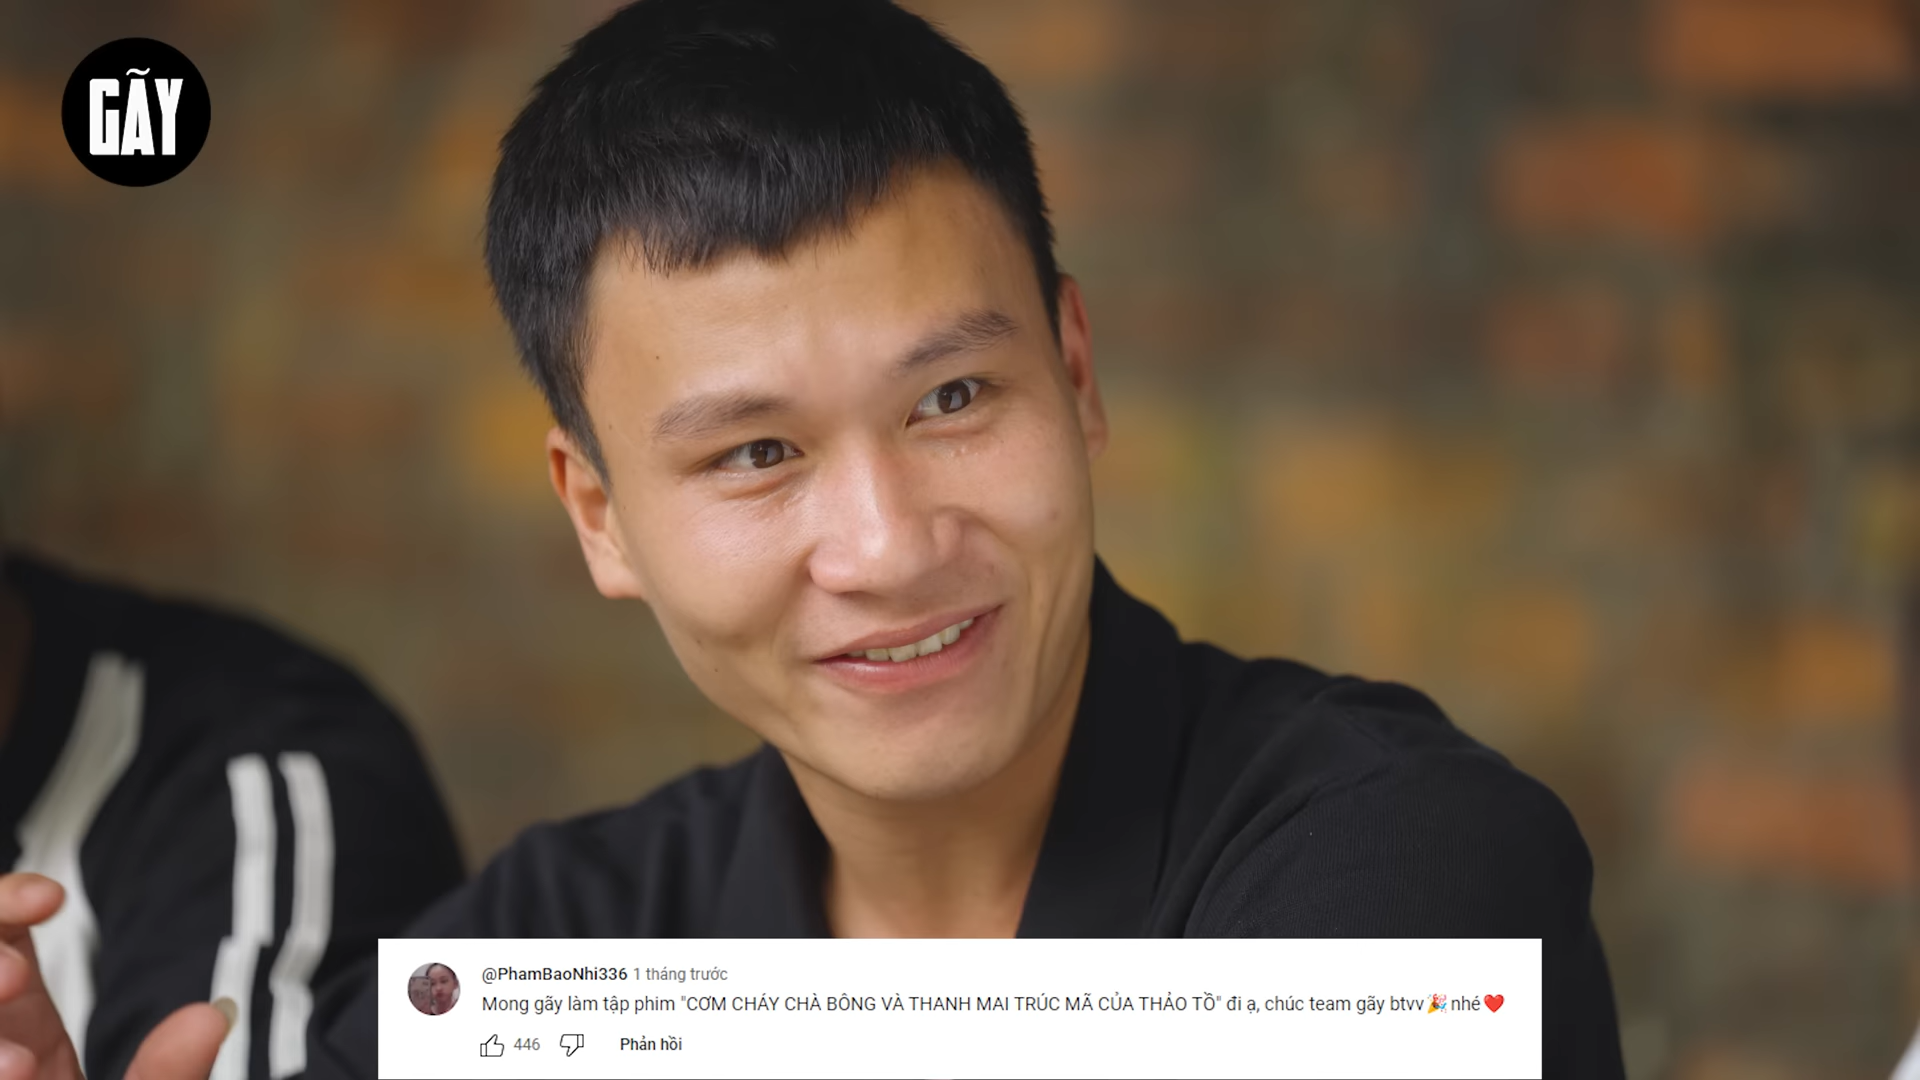 GÃY
@PhamBaoNhi336 1 tháng trước
Mong gãy làm tập phim "CƠM CHÁY CHÀ BÔNG VÀ THANH MAI TRÚC MÃ CỦA THẢO TỒ" đi ạ, chúc team gãy btvv🎉 nhé❤️
446 Phản hồi